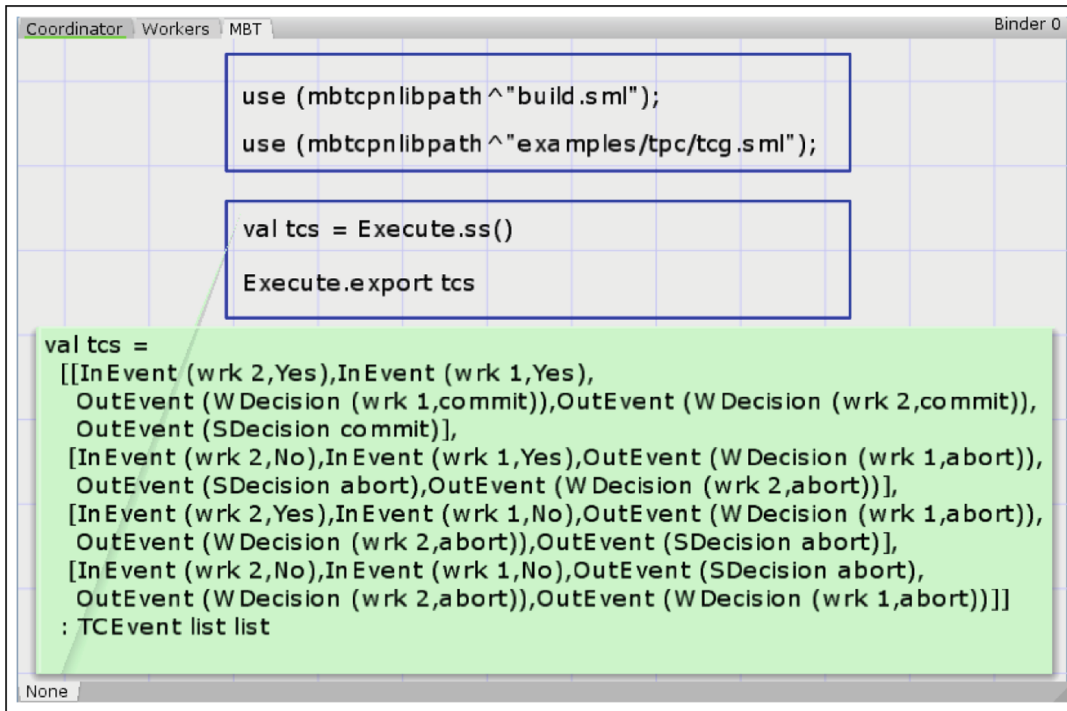 Coordinator Workers MBT Binder 0
use (mbtcpnlibpath^"build.sml");
use (mbtcpnlibpath^"examples/tpc/tcg.sml");
val tcs = Execute.ss()
Execute.export tcs
val tcs =
[[InEvent (wrk 2,Yes),InEvent (wrk 1,Yes),
OutEvent (WDecision (wrk 1,commit)),OutEvent (WDecision (wrk 2,commit)),
OutEvent (SDecision commit)],
[InEvent (wrk 2,No),InEvent (wrk 1,Yes),OutEvent (WDecision (wrk 1,abort)),
OutEvent (SDecision abort),OutEvent (WDecision (wrk 2,abort))],
[InEvent (wrk 2,Yes),InEvent (wrk 1,No),OutEvent (WDecision (wrk 1,abort)),
OutEvent (WDecision (wrk 2,abort)),OutEvent (SDecision abort)],
[InEvent (wrk 2,No),InEvent (wrk 1,No),OutEvent (SDecision abort),
OutEvent (WDecision (wrk 2,abort)),OutEvent (WDecision (wrk 1,abort))]]
: TCEvent list list
None